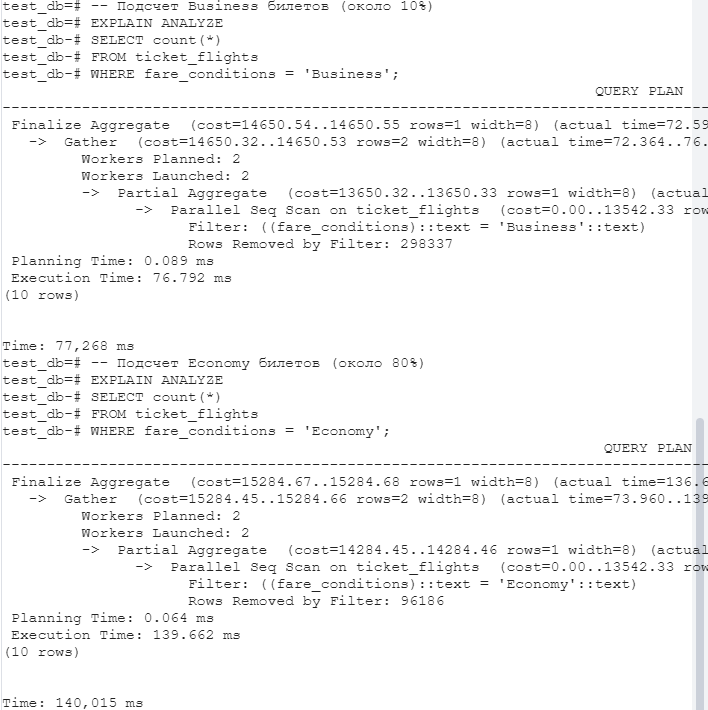 test_db=# -- Подсчет Business билетов (около 10%)
test_db=# EXPLAIN ANALYZE
test_db-# SELECT count(*)
test_db-# FROM ticket_flights
test_db-# WHERE fare_conditions = 'Business';
QUERY PLAN
--------------------------------------------------------------------------------
Finalize Aggregate  (cost=14650.54..14650.55 rows=1 width=8) (actual time=72.59
->  Gather  (cost=14650.32..14650.53 rows=2 width=8) (actual time=72.364..76.
Workers Planned: 2
Workers Launched: 2
->  Partial Aggregate  (cost=13650.32..13650.33 rows=1 width=8) (actual
->  Parallel Seq Scan on ticket_flights  (cost=0.00..13542.33 row
Filter: ((fare_conditions)::text = 'Business'::text)
Rows Removed by Filter: 298337
Planning Time: 0.089 ms
Execution Time: 76.792 ms
(10 rows)
Time: 77,268 ms
test_db=# -- Подсчет Economy билетов (около 80%)
test_db=# EXPLAIN ANALYZE
test_db-# SELECT count(*)
test_db-# FROM ticket_flights
test_db-# WHERE fare_conditions = 'Economy';
QUERY PLAN
--------------------------------------------------------------------------------
Finalize Aggregate  (cost=15284.67..15284.68 rows=1 width=8) (actual time=136.6
->  Gather  (cost=15284.45..15284.66 rows=2 width=8) (actual time=73.960..139
Workers Planned: 2
Workers Launched: 2
->  Partial Aggregate  (cost=14284.45..14284.46 rows=1 width=8) (actual
->  Parallel Seq Scan on ticket_flights  (cost=0.00..13542.33 row
Filter: ((fare_conditions)::text = 'Economy'::text)
Rows Removed by Filter: 96186
Planning Time: 0.064 ms
Execution Time: 139.662 ms
(10 rows)
Time: 140,015 ms